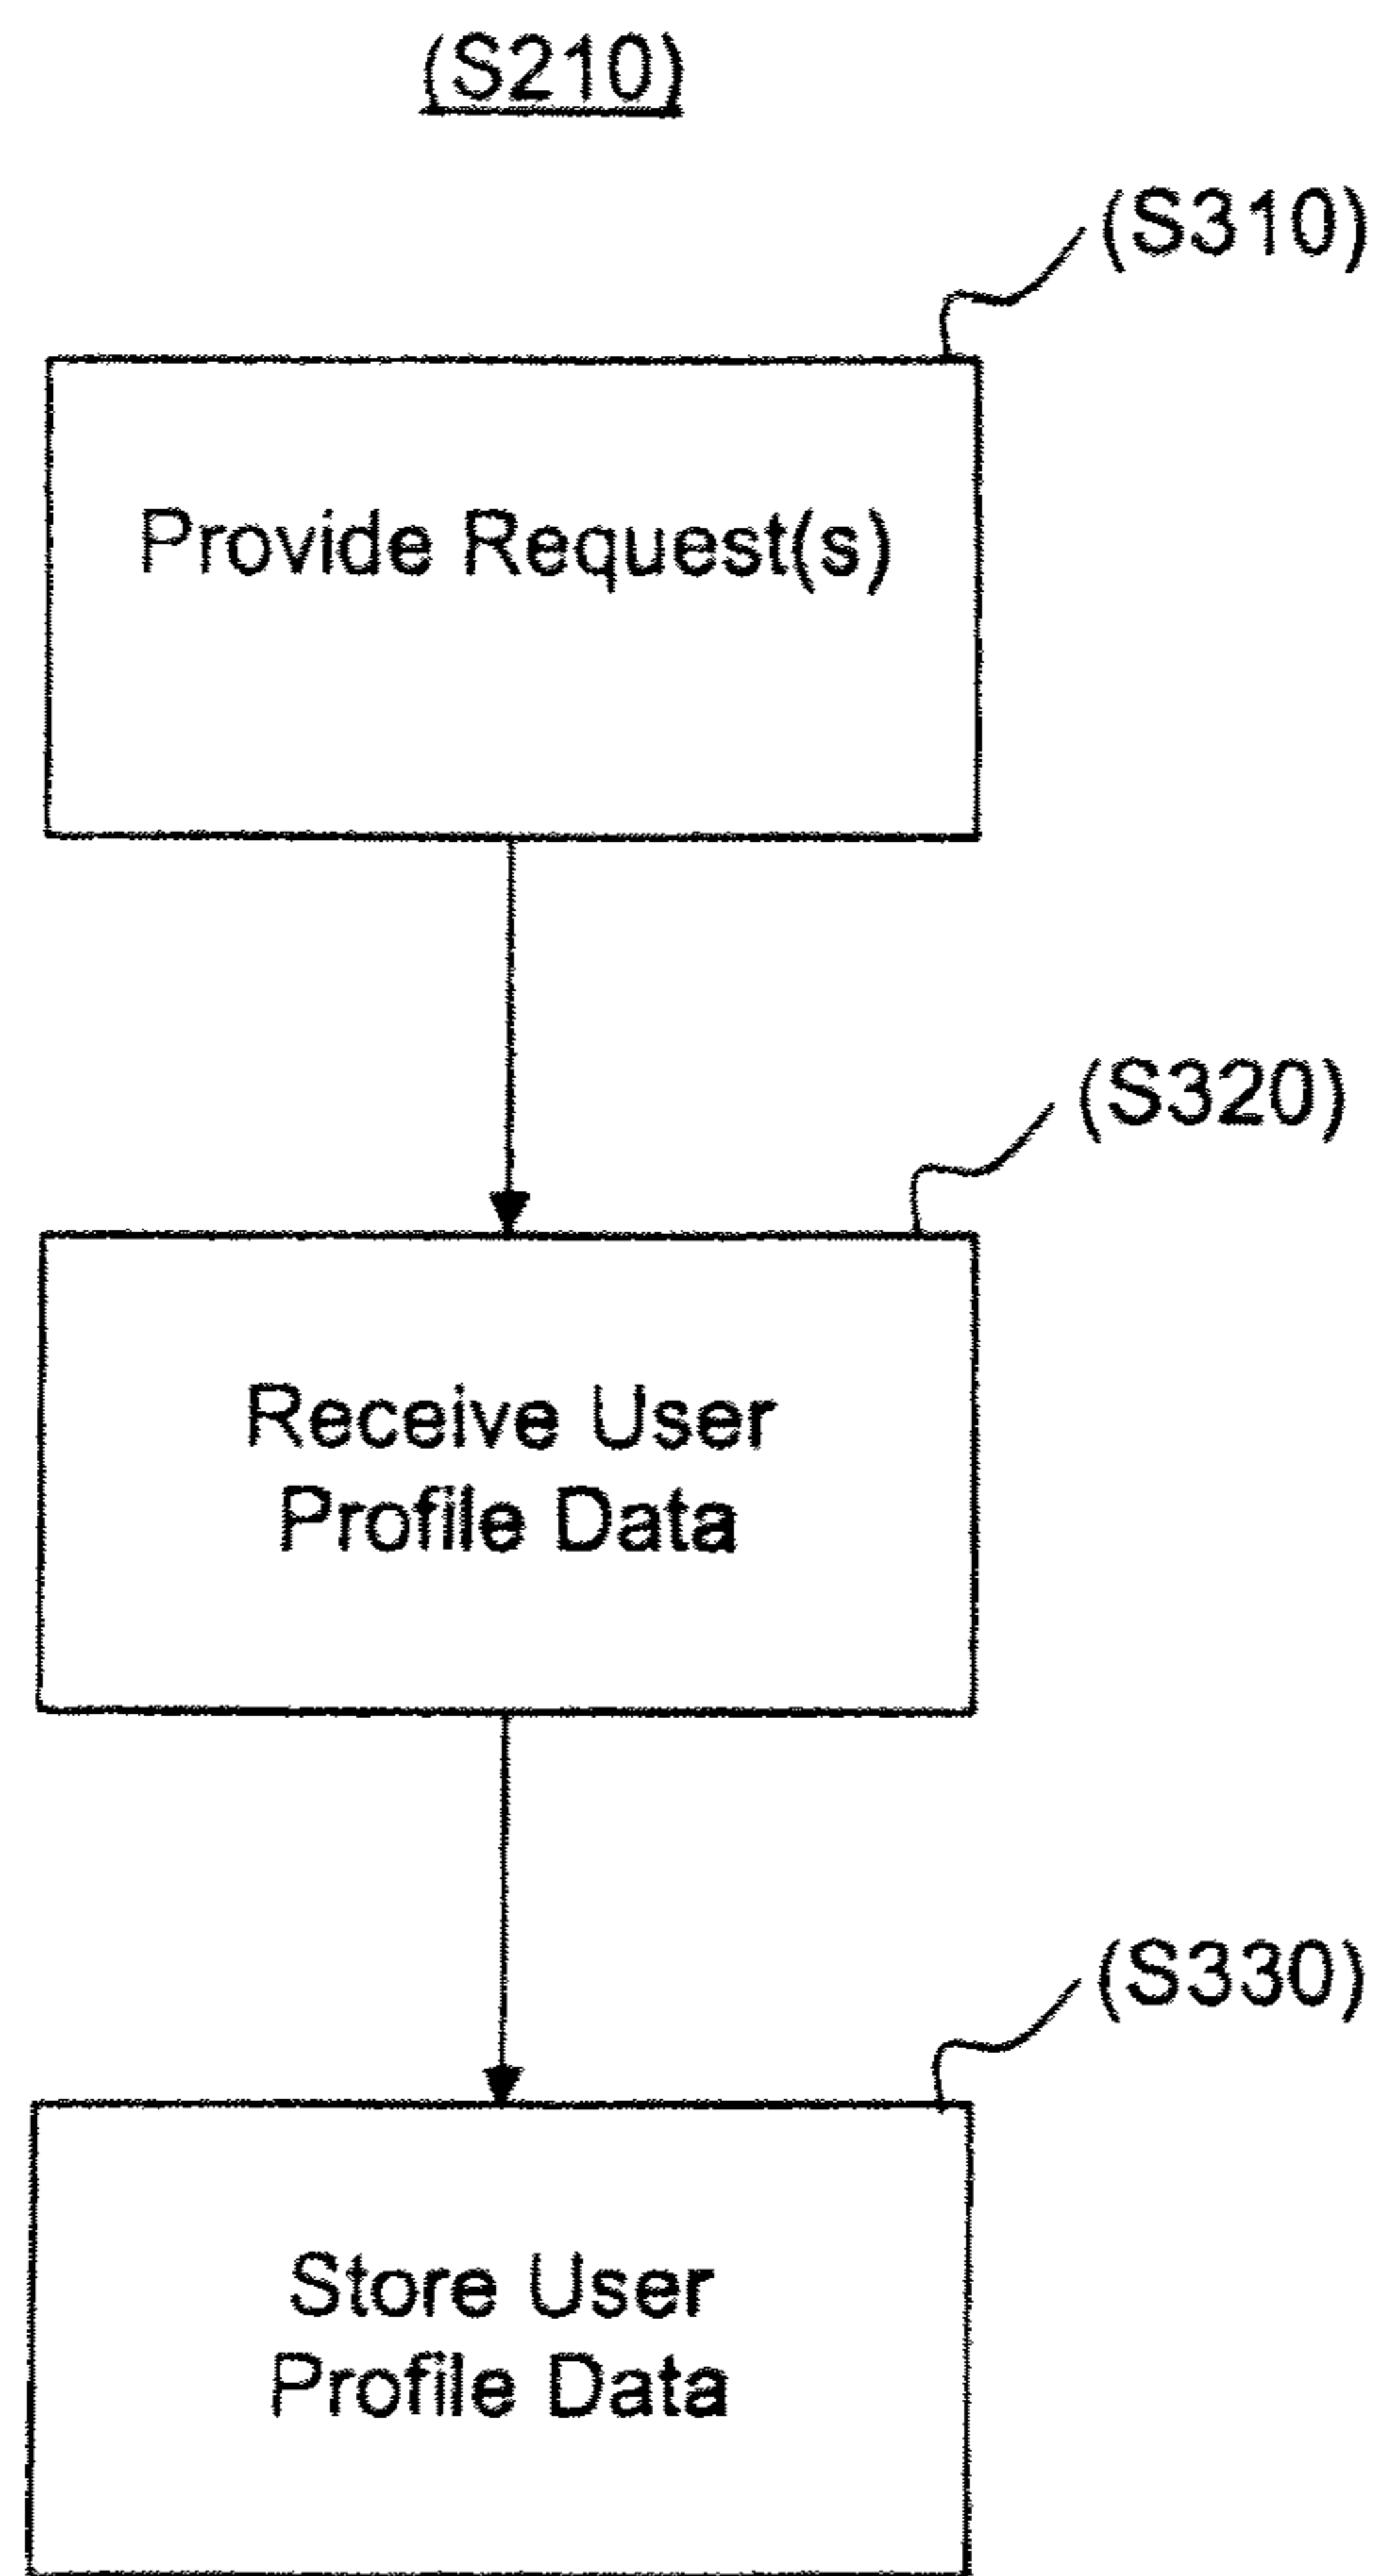 (S210)
(S310)
Provide Request(s)
(S320)
Receive User
Profile Data
(S330)
Store User
Profile Data